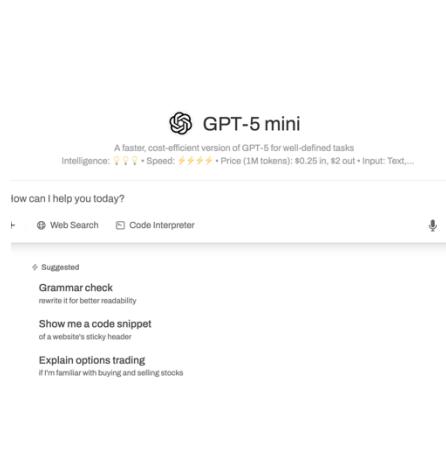 GPT-5 mini
A faster, cost-efficient version of GPT-5 for well-defined tasks
Intelligence: 💡💡💡 • Speed: ⚡⚡⚡⚡ • Price (1M tokens): $0.25 in, $2 out • Input: Text,...
How can I help you today?
Web Search Code Interpreter
Suggested
Grammar check
rewrite it for better readability
Show me a code snippet
of a website's sticky header
Explain options trading
if I'm familiar with buying and selling stocks